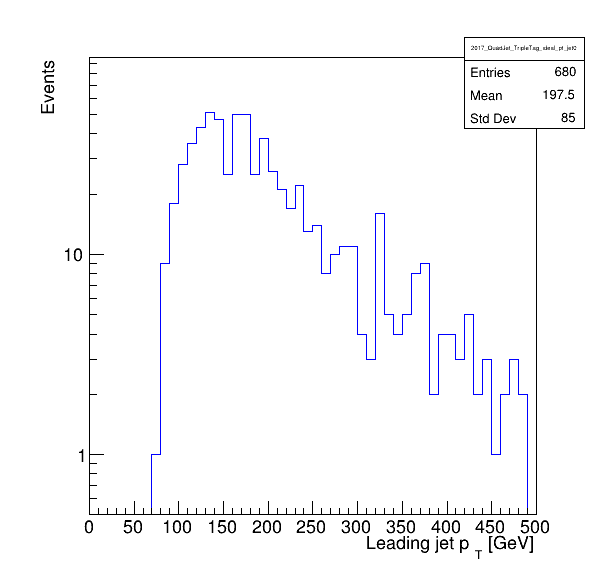 2017_QuadJet_TripleTag_ideal_pt_jet0
Entries 680
Mean 197.5
Std Dev 85
Events
10
1
0 50 100 150 200 250 300 350 400 450 500
Leading jet p T [GeV]